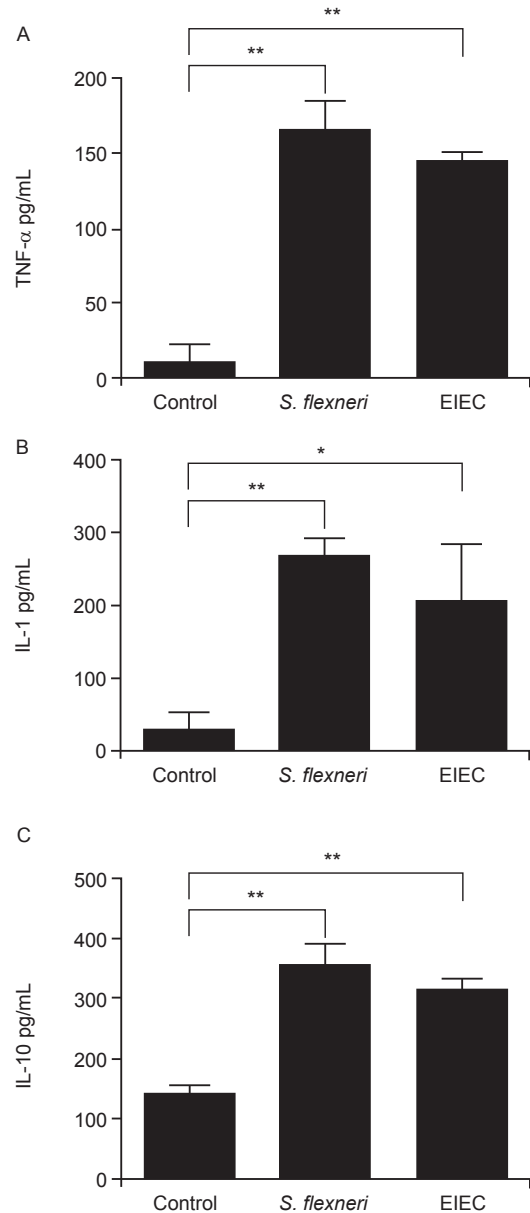 A
**
**
200
150
100
50
0
TNF-α pg/mL
Control S. flexneri EIEC
B
*
**
400
300
200
100
0
IL-1 pg/mL
Control S. flexneri EIEC
C
**
**
500
400
300
200
100
0
IL-10 pg/mL
Control S. flexneri EIEC